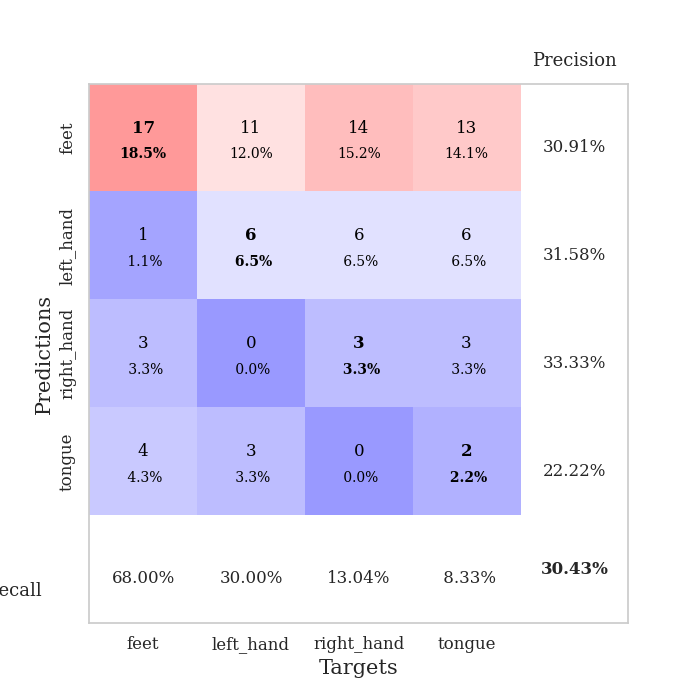 Precision
feet 17 11 14 13 30.91%
18.5% 12.0% 15.2% 14.1%
left_hand 1 6 6 6 31.58%
1.1% 6.5% 6.5% 6.5%
Predictions
right_hand 3 0 3 3 33.33%
3.3% 0.0% 3.3% 3.3%
tongue 4 3 0 2 22.22%
4.3% 3.3% 0.0% 2.2%
ecall 68.00% 30.00% 13.04% 8.33% 30.43%
feet left_hand right_hand tongue
Targets